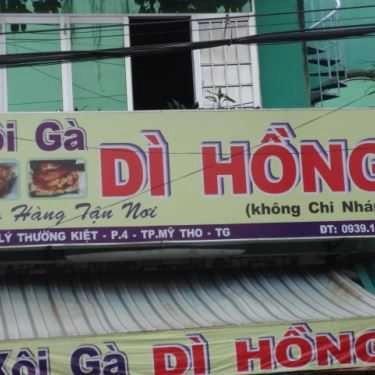 Xôi Gà DÌ HỒNG
Hàng Tận Nơi (không Chi Nhá
LÝ THƯỜNG KIỆT - P.4 - TP.MỸ THO - TG ĐT: 0939.1
Xôi Gà DÌ HỒNG